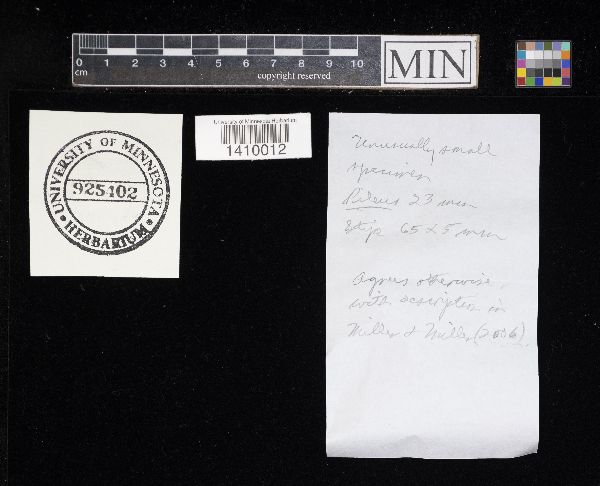 0 1 2 3 4 5 6 7 8 9 10
cm
copyright reserved
MIN
UNIVERSITY OF MINNESOTA
925402
HERBARIUM
University of Minnesota Herbarium
1410012
Unusually small
specimen
Pileus 23 mm
Stip 65 x 5 mm
Agrees otherwise
with description in
Miller & Miller (2006)